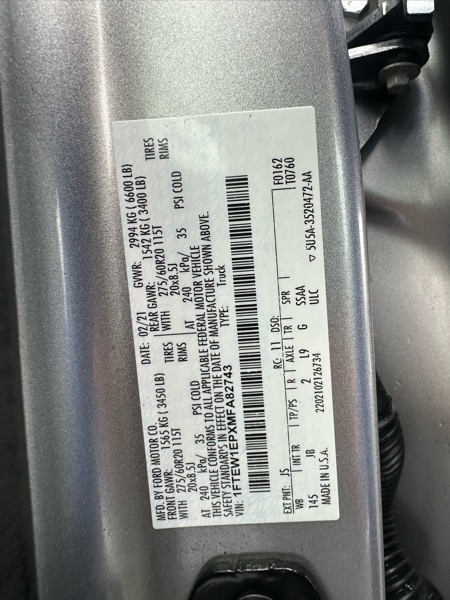 MFD. BY FORD MOTOR CO. DATE: 02/21 GVWR: 2994 KG ( 6600 LB)
FRONT GAWR: 1565 KG ( 3450 LB) REAR GAWR: 1542 KG ( 3400 LB)
WITH 275/60R20 115T TIRES WITH 275/60R20 115T TIRES
20x8.5J RIMS 20x8.5J RIMS
AT 240 kPa/ 35 PSI COLD AT 240 kPa/ 35 PSI COLD
THIS VEHICLE CONFORMS TO ALL APPLICABLE FEDERAL MOTOR VEHICLE
SAFETY STANDARDS IN EFFECT ON THE DATE OF MANUFACTURE SHOWN ABOVE.
VIN: 1FTEW1EPXMFA82743 TYPE: Truck
F0162
EXT PNT: JS RC: 11 DSO: T0760
WB INT TR TP/PS R AXLE TR SPR
145 JB 2 L9 G SSAA
2202102126734 ULC
MADE IN U.S.A. 5U5A-3520472-AA